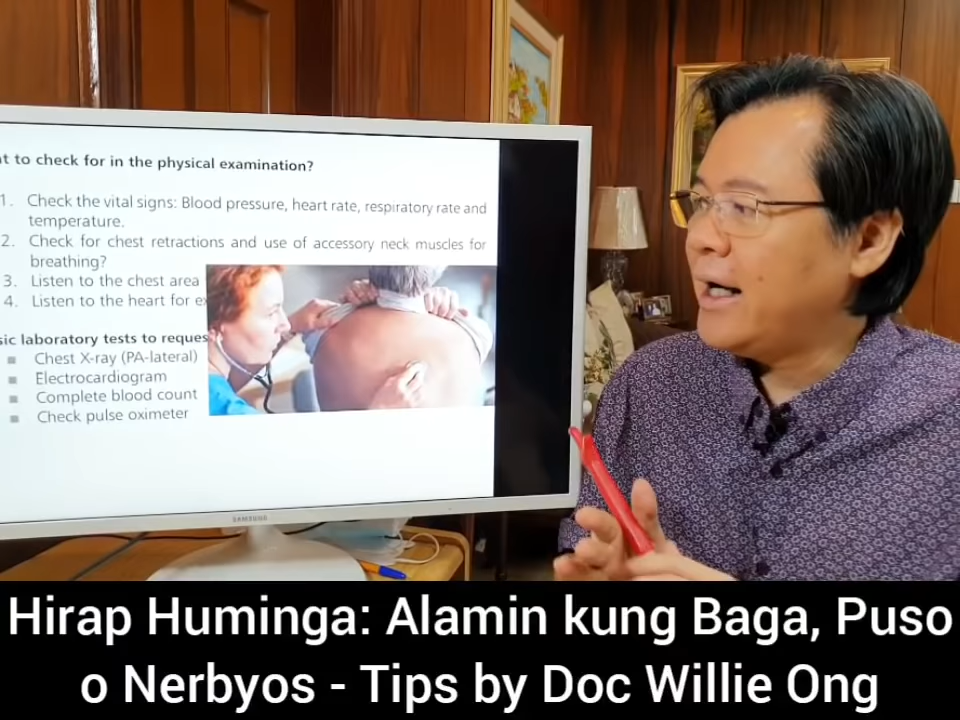 t to check for in the physical examination?
1. Check the vital signs: Blood pressure, heart rate, respiratory rate and
temperature.
2. Check for chest retractions and use of accessory neck muscles for
breathing?
3. Listen to the chest area
4. Listen to the heart for e
sic laboratory tests to reques
Chest X-ray (PA-lateral)
Electrocardiogram
Complete blood count
Check pulse oximeter
SAMSUNG
Hirap Huminga: Alamin kung Baga, Puso
o Nerbyos - Tips by Doc Willie Ong